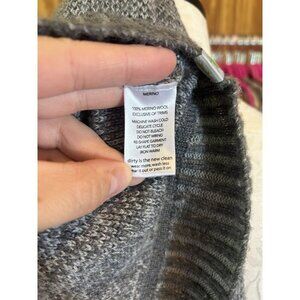 MERINO
100% MERINO WOOL
EXCLUSIVE OF TRIMS
MACHINE WASH COLD
DELICATE CYCLE
DO NOT BLEACH
DO NOT WRING
RE-SHAPE GARMENT
LAY FLAT TO DRY
IRON WARM
dirty is the new clean
wear more, wash less
it out or pass it on.